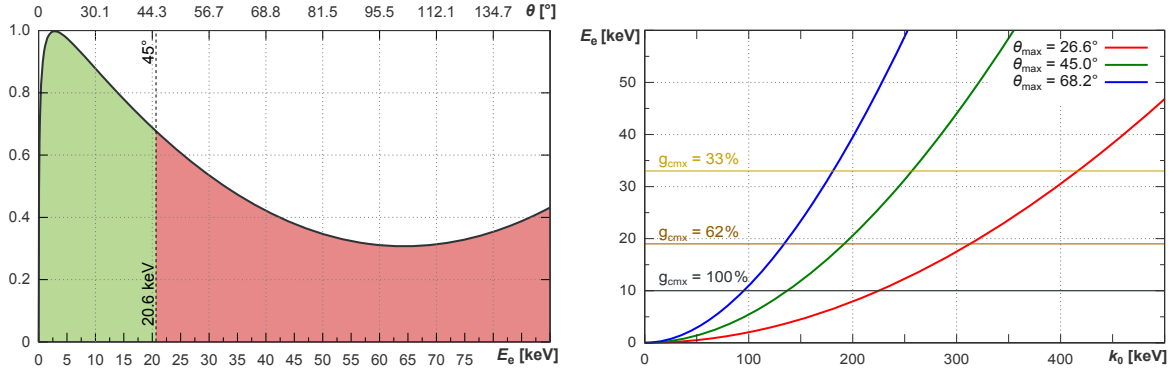 0 30.1 44.3 56.7 68.8 81.5 95.5 112.1 134.7 θ [°]
1.0
0.8
0.6
0.4
0.2
0
45°
20.6 keV
0 5 10 15 20 25 30 35 40 45 50 55 60 65 70 75 Eₑ [keV]
Eₑ [keV]
θmax = 26.6°
θmax = 45.0°
θmax = 68.2°
50
40
30
20
10
0
gcmx = 33%
gcmx = 62%
gcmx = 100%
0 100 200 300 400 k₀ [keV]